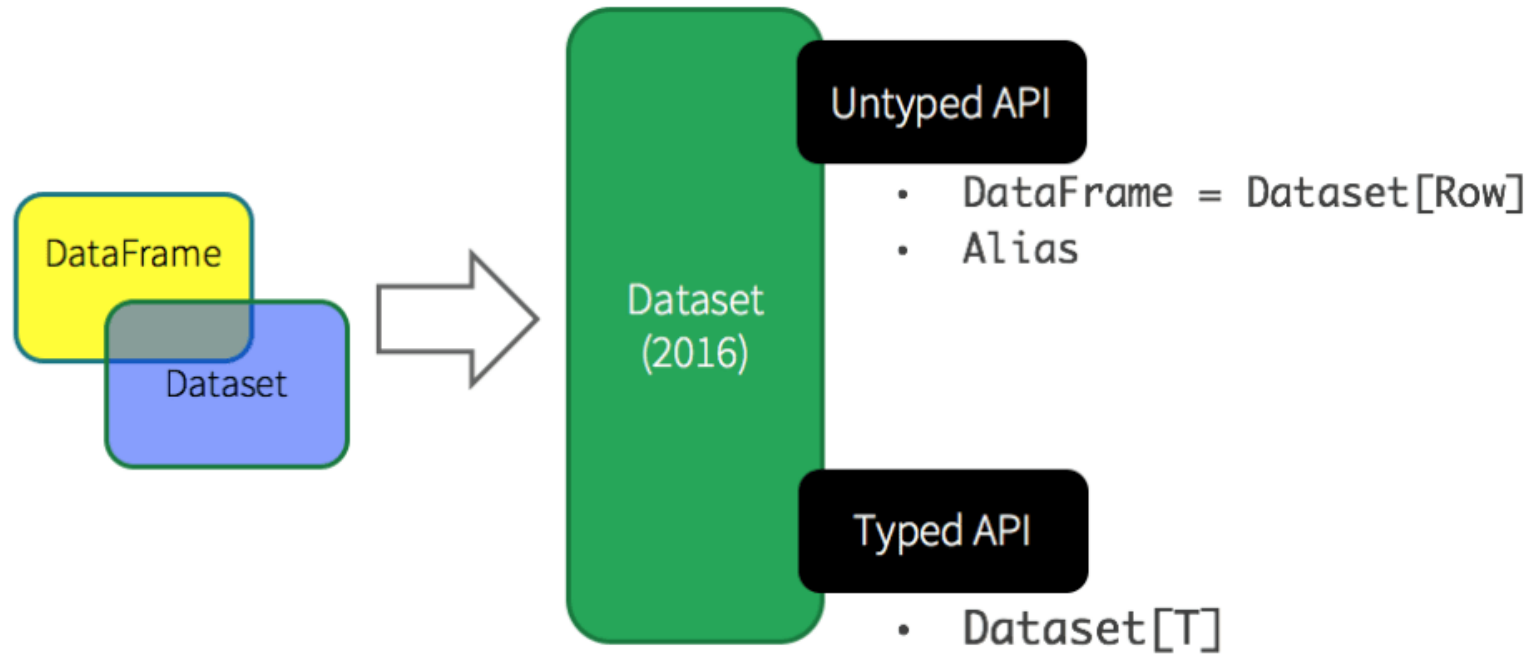 DataFrame
Dataset
Dataset
(2016)
Untyped API
• DataFrame = Dataset[Row]
• Alias
Typed API
• Dataset[T]